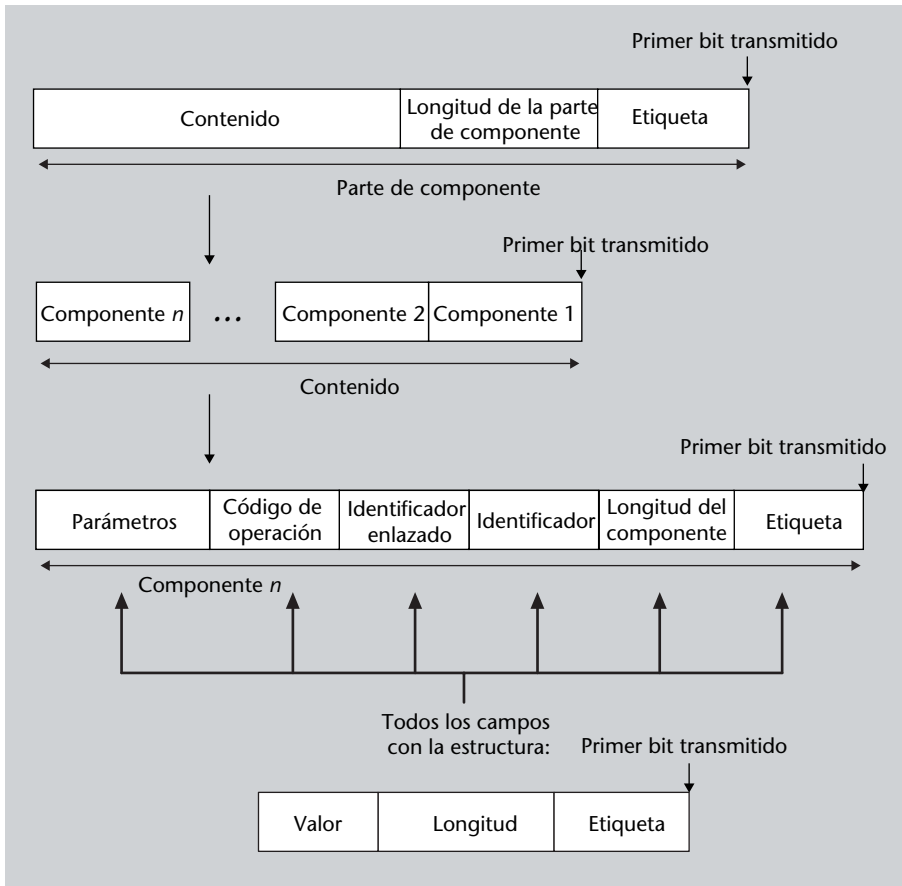 Primer bit transmitido
Contenido
Longitud de la parte
de componente
Etiqueta
Parte de componente
Primer bit transmitido
Componente n
...
Componente 2
Componente 1
Contenido
Primer bit transmitido
Parámetros
Código de
operación
Identificador
enlazado
Identificador
Longitud del
componente
Etiqueta
Componente n
Todos los campos
con la estructura:
Primer bit transmitido
Valor
Longitud
Etiqueta